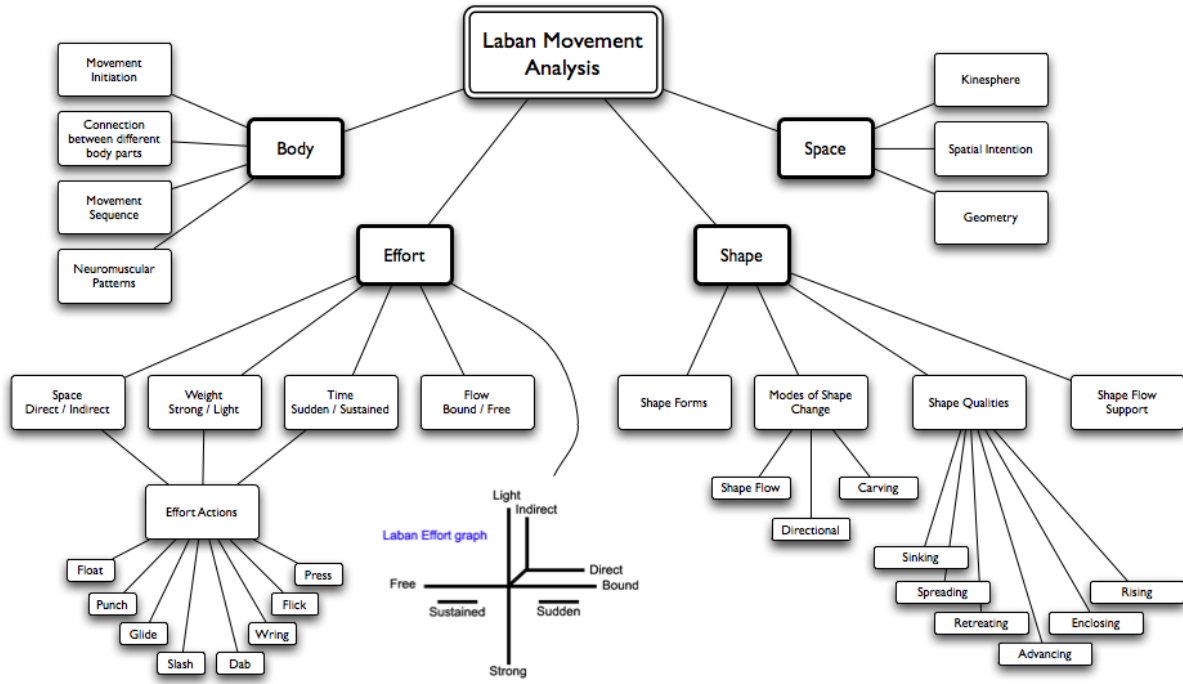 Laban Movement
Analysis
Movement
Initiation
Connection
between different
body parts
Movement
Sequence
Neuromuscular
Patterns
Body
Space
Kinesphere
Spatial Intention
Geometry
Effort
Shape
Space
Direct / Indirect
Weight
Strong / Light
Time
Sudden / Sustained
Flow
Bound / Free
Shape Forms
Modes of Shape
Change
Shape Qualities
Shape Flow
Support
Effort Actions
Float
Punch
Glide
Slash
Dab
Wring
Flick
Press
Laban Effort graph
Light
Indirect
Direct
Free
Bound
Sustained
Sudden
Strong
Shape Flow
Directional
Carving
Sinking
Spreading
Retreating
Advancing
Enclosing
Rising